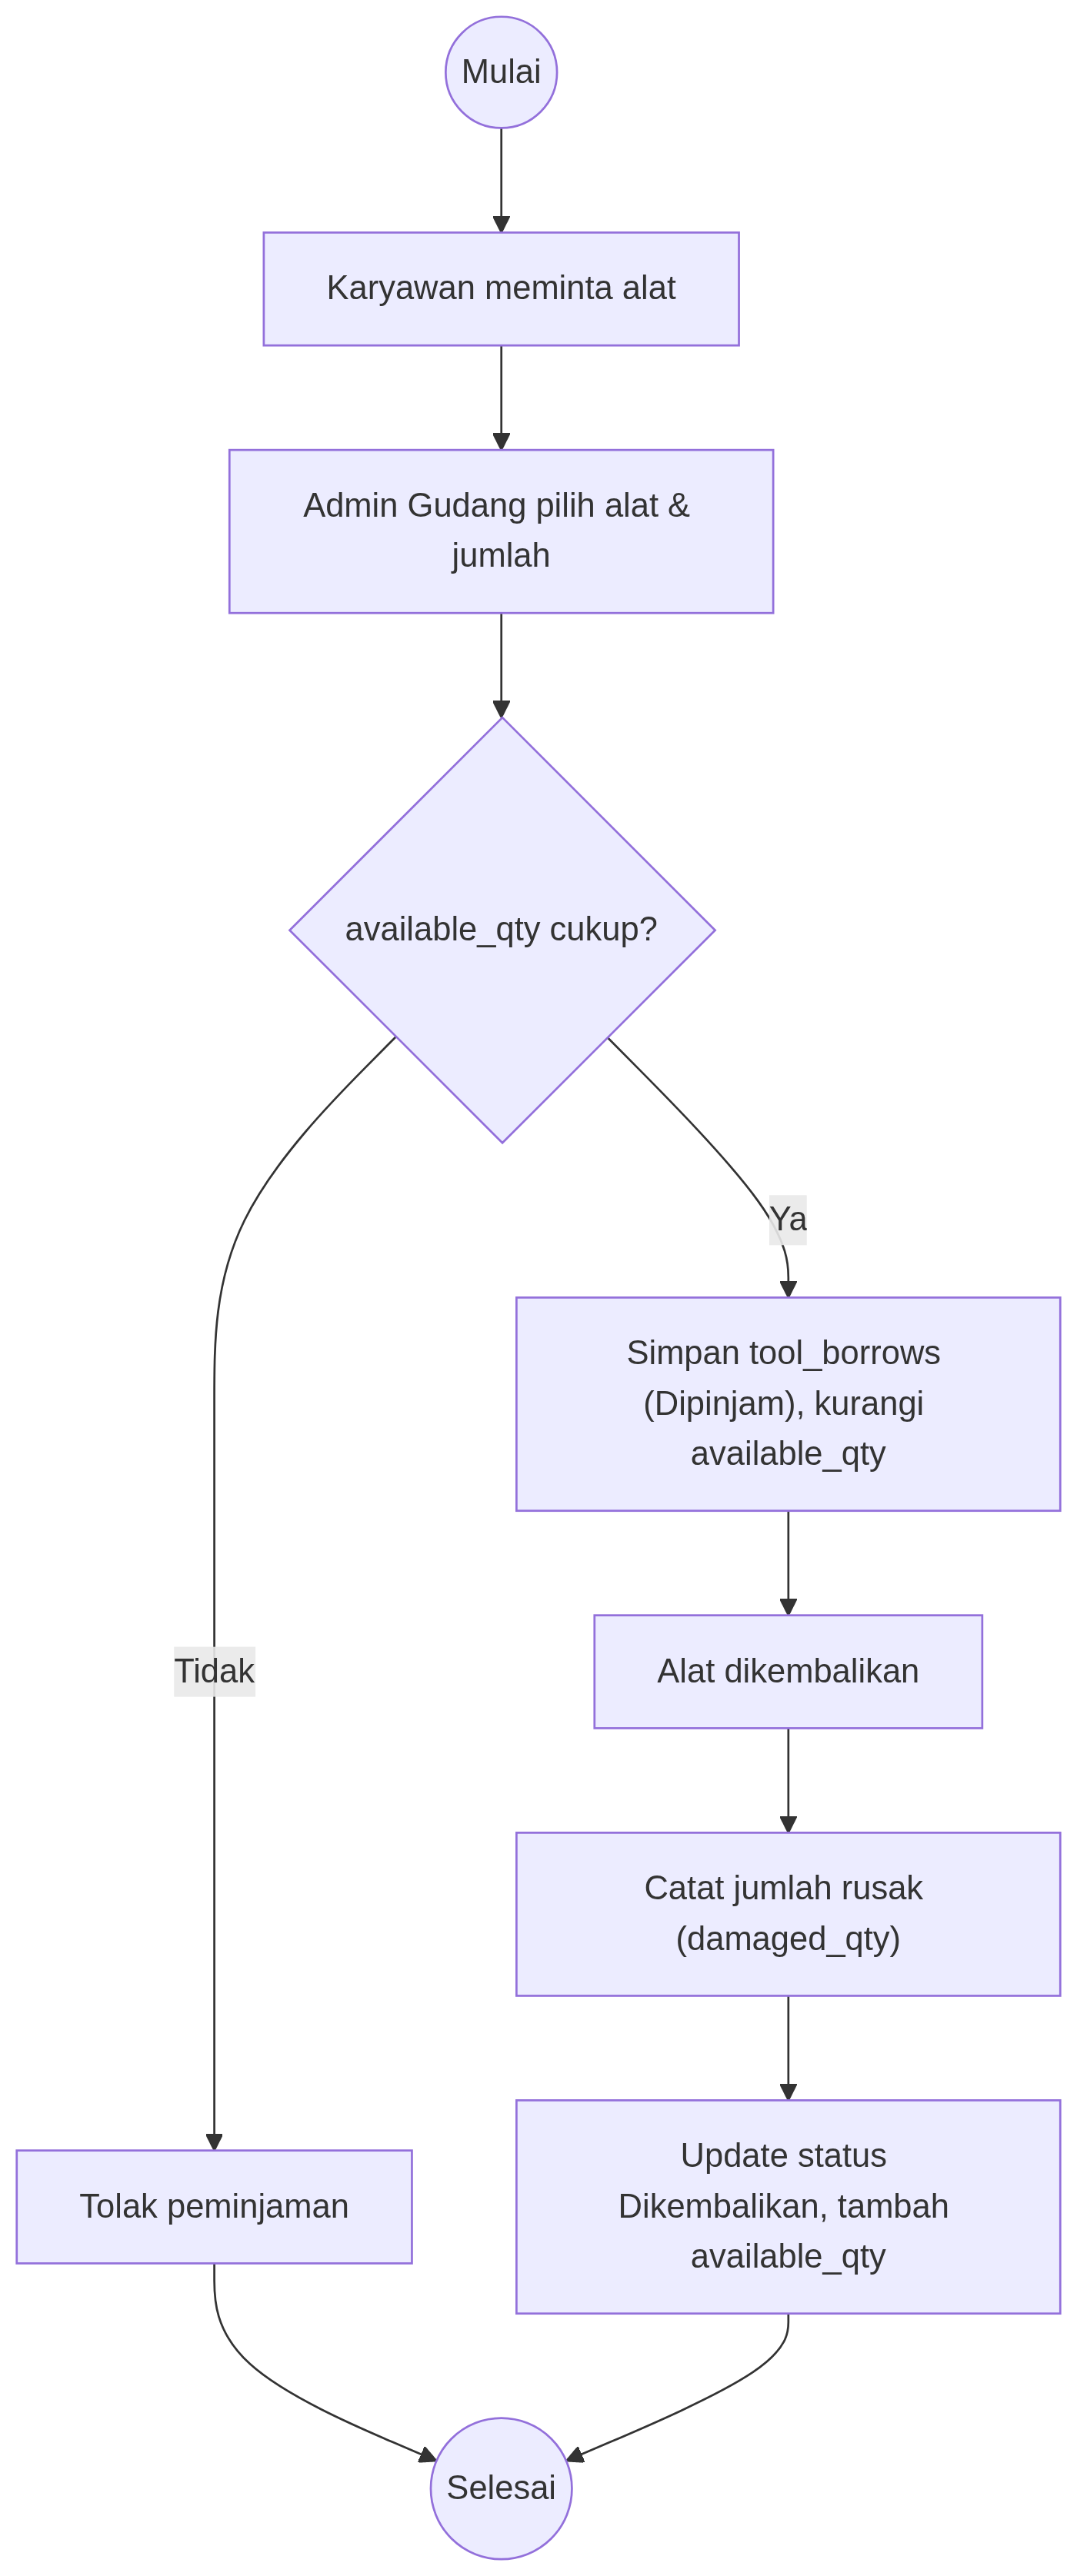 Mulai
Karyawan meminta alat
Admin Gudang pilih alat &
jumlah
available_qty cukup?
Ya
Simpan tool_borrows
(Dipinjam), kurangi
available_qty
Tidak
Alat dikembalikan
Catat jumlah rusak
(damaged_qty)
Tolak peminjaman
Update status
Dikembalikan, tambah
available_qty
Selesai